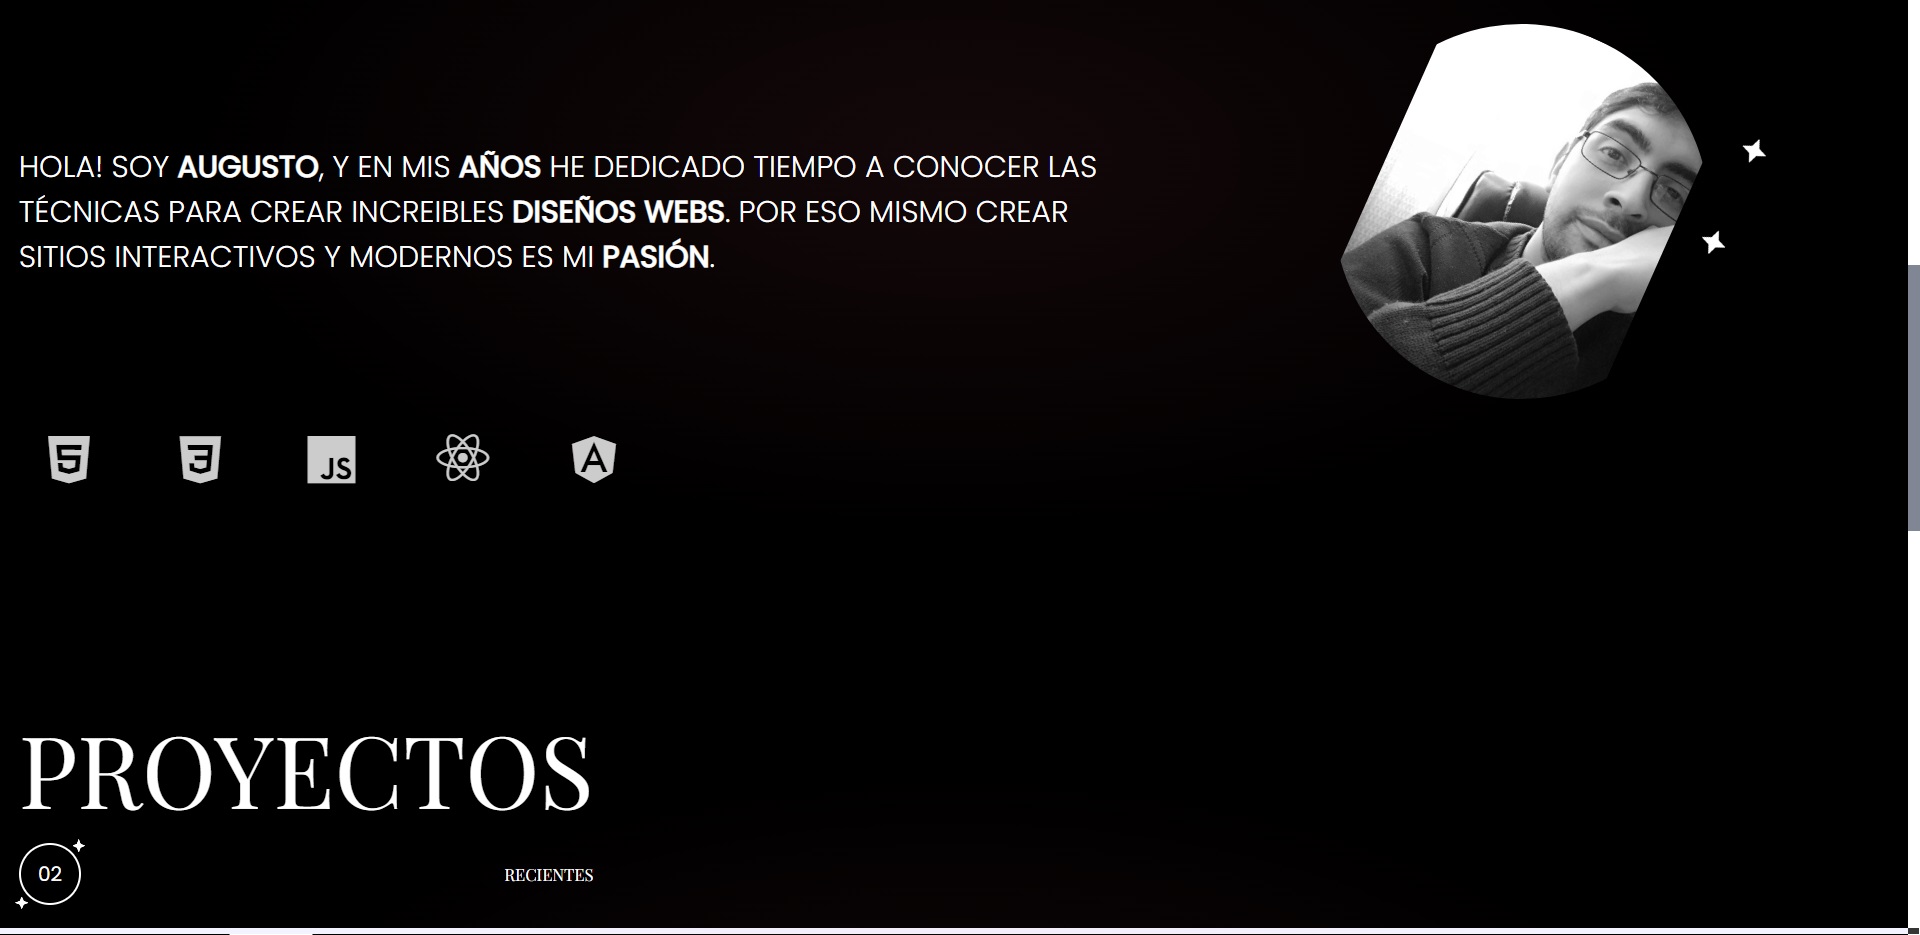 HOLA! SOY AUGUSTO, Y EN MIS AÑOS HE DEDICADO TIEMPO A CONOCER LAS
TÉCNICAS PARA CREAR INCREIBLES DISEÑOS WEBS. POR ESO MISMO CREAR
SITIOS INTERACTIVOS Y MODERNOS ES MI PASIÓN.
5 3 JS A
PROYECTOS
02 RECIENTES